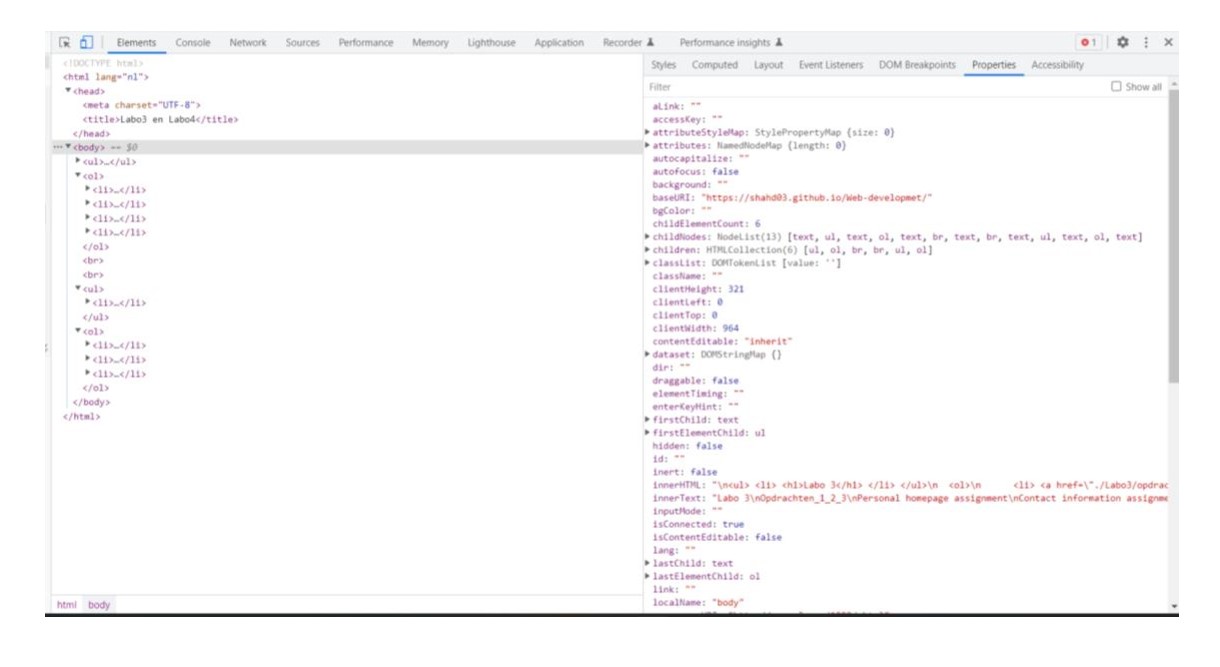 Elements Console Network Sources Performance Memory Lighthouse Application Recorder Performance insights 1
<!DOCTYPE html>
<html lang="nl">
<head>
<meta charset="UTF-8">
<title>Labo3 en Labo4</title>
</head>
<body> == $0
<ul>…</ul>
<ol>
<li>…</li>
<li>…</li>
<li>…</li>
<li>…</li>
</ol>
<br>
<br>
<ul>
<li>…</li>
</ul>
<ol>
<li>…</li>
<li>…</li>
<li>…</li>
</ol>
</body>
</html>
html body
Styles Computed Layout Event Listeners DOM Breakpoints Properties Accessibility
Filter Show all
aLink: ""
accessKey: ""
attributeStyleMap: StylePropertyMap {size: 0}
attributes: NamedNodeMap {length: 0}
autocapitalize: ""
autofocus: false
background: ""
baseURI: "https://shahd03.github.io/Web-developmet/"
bgColor: ""
childElementCount: 6
childNodes: NodeList(13) [text, ul, text, ol, text, br, text, br, text, ul, text, ol, text]
children: HTMLCollection(6) [ul, ol, br, br, ul, ol]
classList: DOMTokenList [value: '']
className: ""
clientHeight: 321
clientLeft: 0
clientTop: 0
clientWidth: 964
contentEditable: "inherit"
dataset: DOMStringMap {}
dir: ""
draggable: false
elementTiming: ""
enterKeyHint: ""
firstChild: text
firstElementChild: ul
hidden: false
id: ""
inert: false
innerHTML: "\n<ul> <li> <h1>Labo 3</h1> </li> </ul>\n <ol>\n <li> <a href=\"./Labo3/opdrac
innerText: "Labo 3\nOpdrachten_1_2_3\nPersonal homepage assignment\nContact information assignme
inputMode: ""
isConnected: true
isContentEditable: false
lang: ""
lastChild: text
lastElementChild: ol
link: ""
localName: "body"